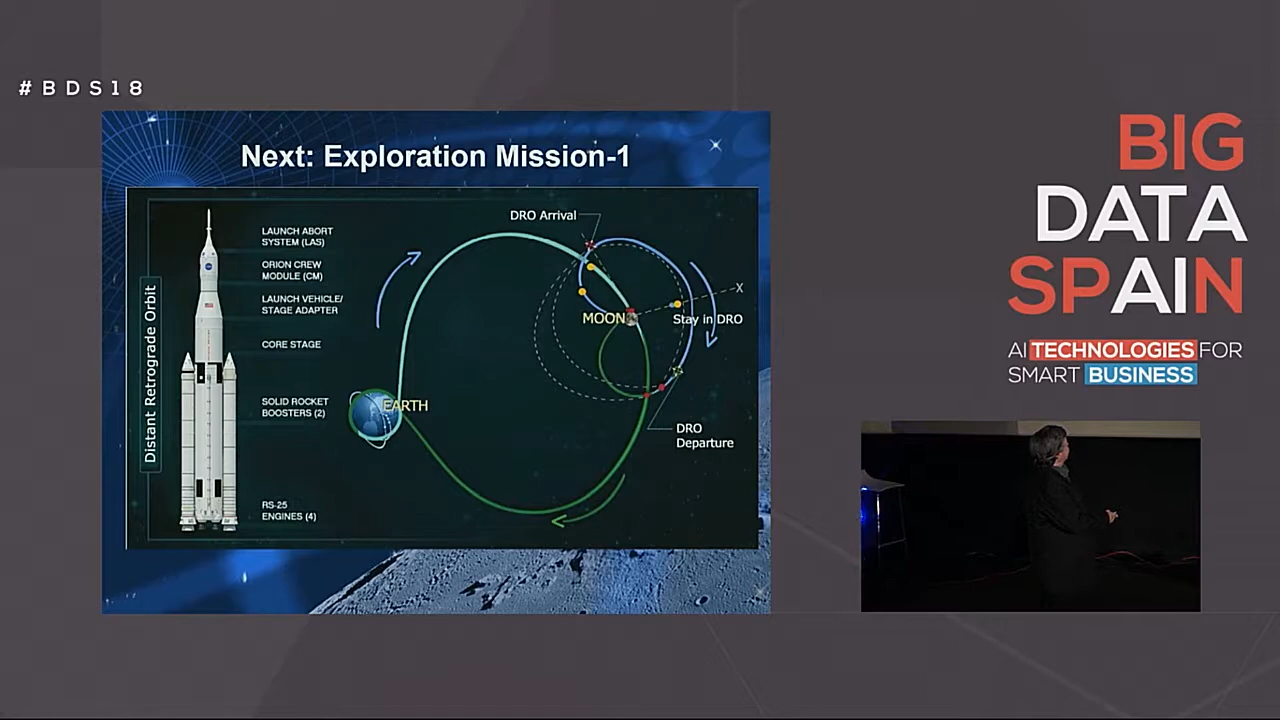 #BDS18
Next: Exploration Mission-1
Distant Retrograde Orbit
LAUNCH ABORT
SYSTEM (LAS)
ORION CREW
MODULE (CM)
LAUNCH VEHICLE/
STAGE ADAPTER
CORE STAGE
SOLID ROCKET
BOOSTERS (2)
RS-25
ENGINES (4)
DRO Arrival
X
MOON
Stay in DRO
EARTH
DRO
Departure
BIG
DATA
SPAIN
AI TECHNOLOGIES FOR
SMART BUSINESS